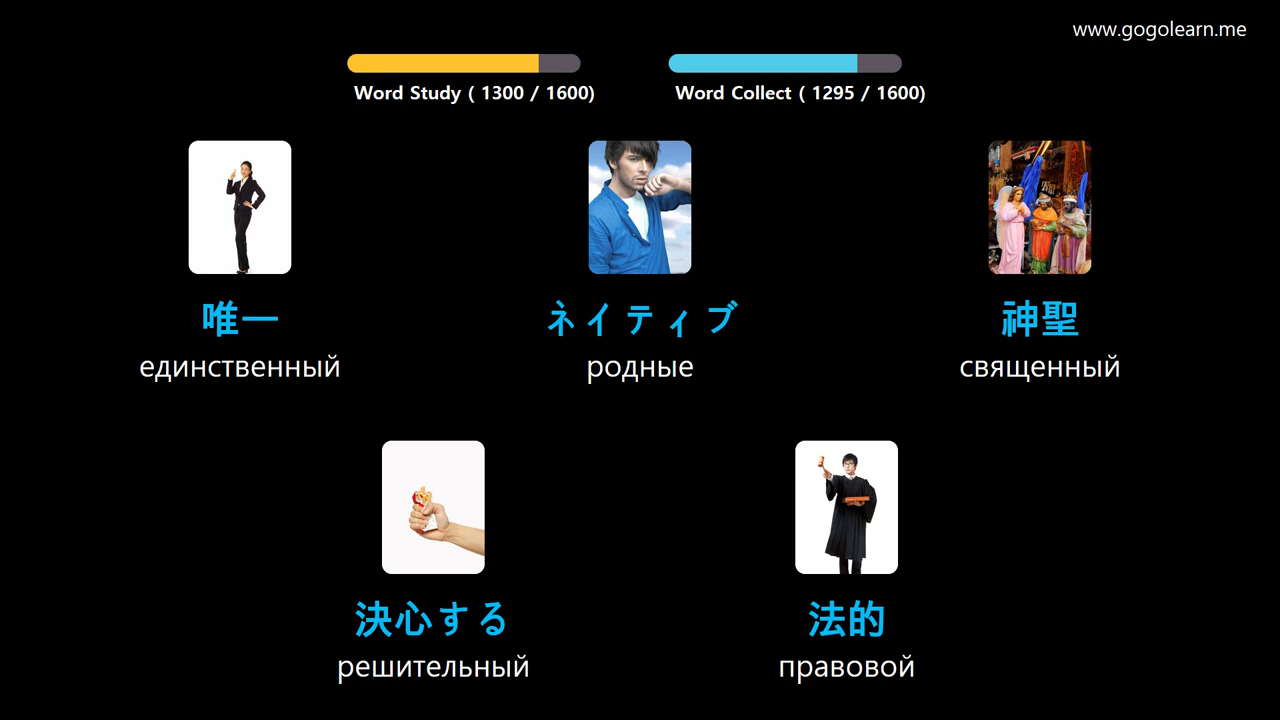 www.gogolearn.me
Word Study ( 1300 / 1600)
Word Collect ( 1295 / 1600)
唯一
ネイティブ
神聖
единственный
родные
священный
決心する
法的
решительный
правовой